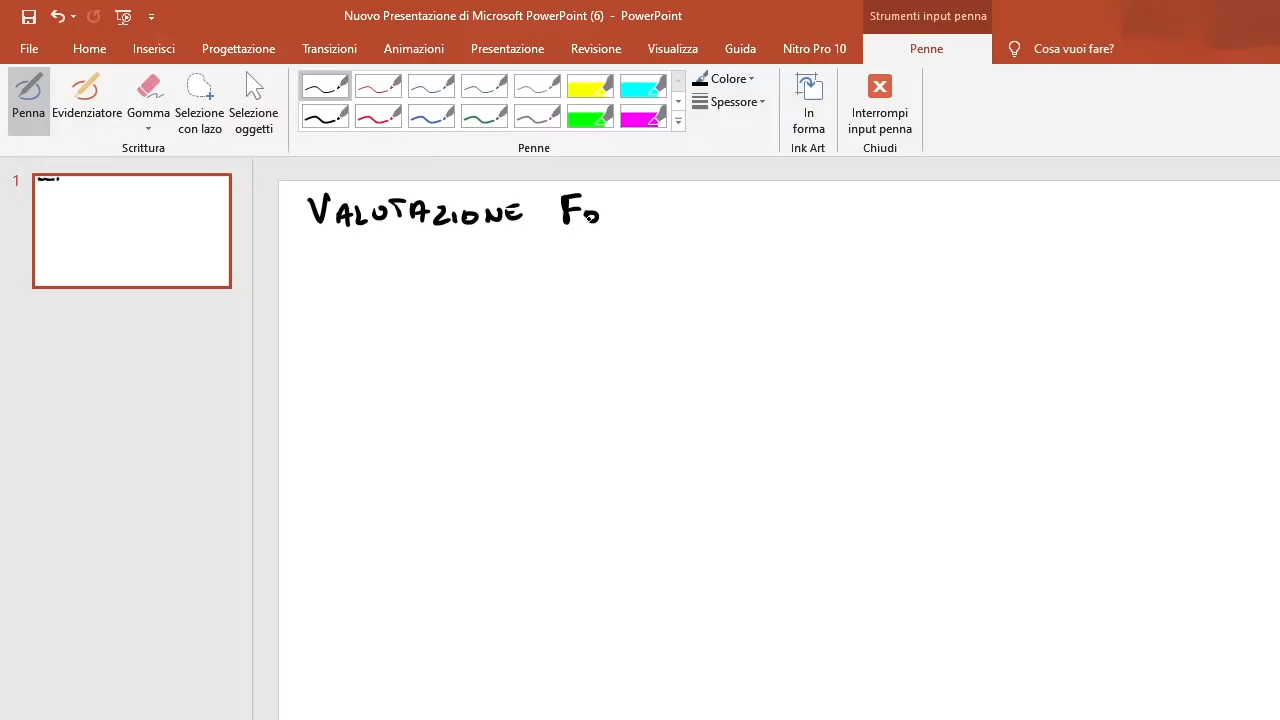 Nuovo Presentazione di Microsoft PowerPoint (6) - PowerPoint
Strumenti input penna
File Home Inserisci Progettazione Transizioni Animazioni Presentazione Revisione Visualizza Guida Nitro Pro 10 Penne Cosa vuoi fare?
Penna
Evidenziatore
Gomma
Selezione
con lazo
Selezione
oggetti
Scrittura
Penne
Colore
Spessore
In
forma
Ink Art
Interrompi
input penna
Chiudi
1
VALUTAZIONE FO